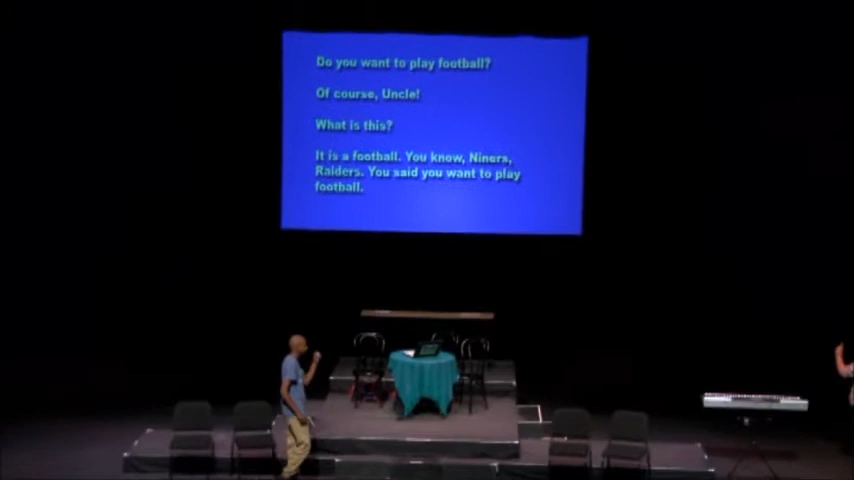 Do you want to play football?
Of course, Uncle!
What is this?
It is a football. You know, Niners,
Raiders. You said you want to play
football.